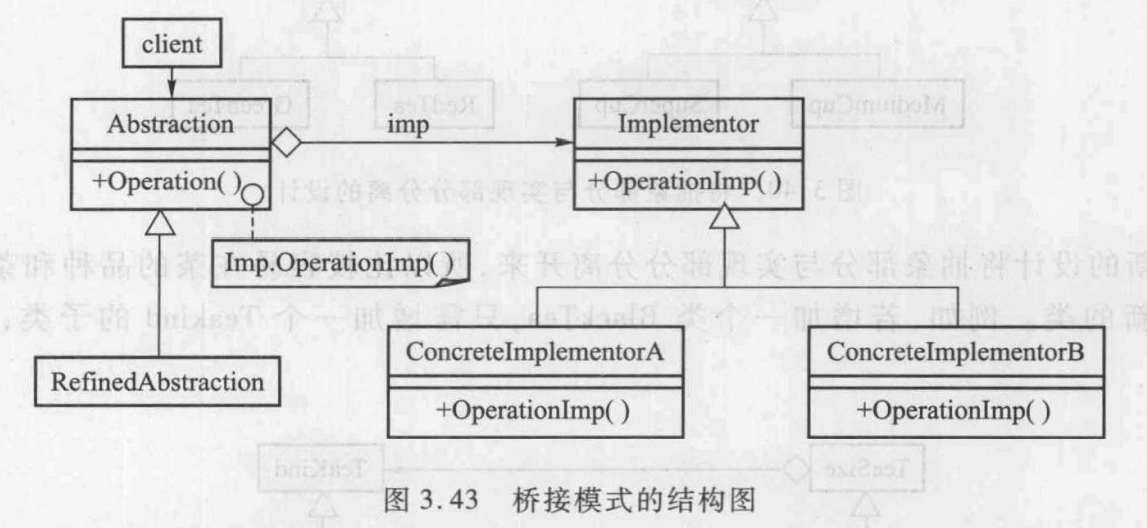 client
Abstraction
+Operation( )
imp
Implementor
+OperationImp( )
Imp.OperationImp( )
RefinedAbstraction
ConcreteImplementorA
+OperationImp( )
ConcreteImplementorB
+OperationImp( )
图 3.43 桥接模式的结构图